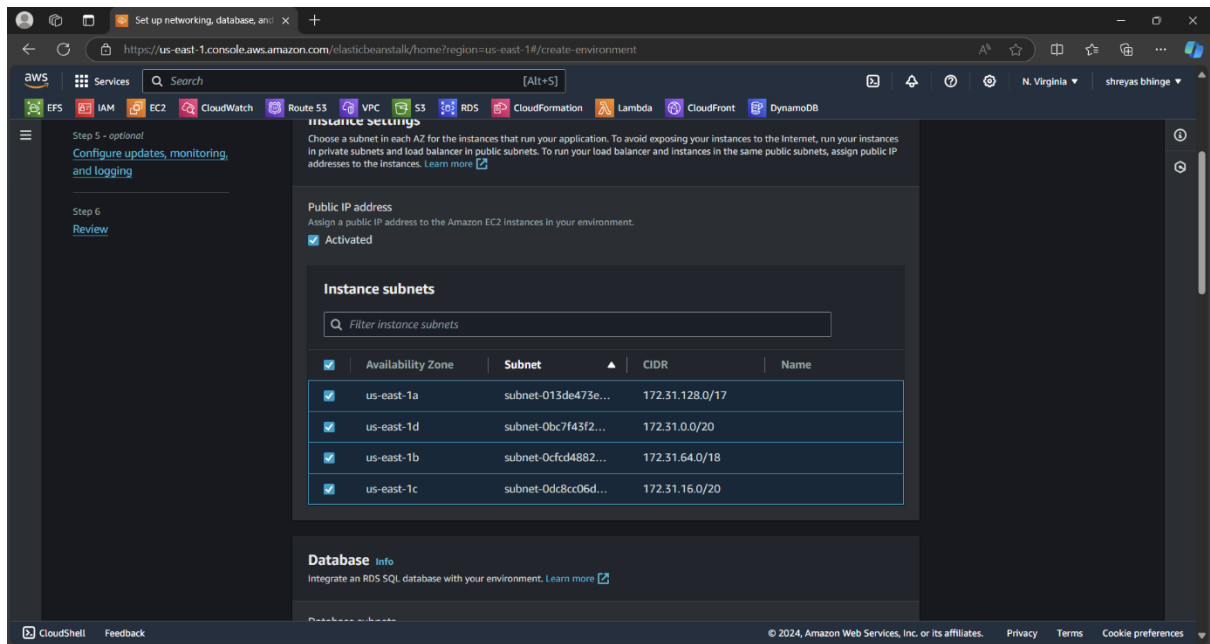 Set up networking, database, and
https://us-east-1.console.aws.amazon.com/elasticbeanstalk/home?region=us-east-1#/create-environment
aws
Services
Search
[Alt+S]
N. Virginia
shreyas bhinge
EFS IAM EC2 CloudWatch Route 53 VPC S3 RDS CloudFormation Lambda CloudFront DynamoDB
Step 5 - optional
Configure updates, monitoring,
and logging
Step 6
Review
Instance settings
Choose a subnet in each AZ for the instances that run your application. To avoid exposing your instances to the Internet, run your instances
in private subnets and load balancer in public subnets. To run your load balancer and instances in the same public subnets, assign public IP
addresses to the instances. Learn more
Public IP address
Assign a public IP address to the Amazon EC2 instances in your environment.
Activated
Instance subnets
Filter instance subnets
Availability Zone Subnet CIDR Name
us-east-1a subnet-013de473e... 172.31.128.0/17
us-east-1d subnet-0bc7f43f2... 172.31.0.0/20
us-east-1b subnet-0cfcd4882... 172.31.64.0/18
us-east-1c subnet-0dc8cc06d... 172.31.16.0/20
Database Info
Integrate an RDS SQL database with your environment. Learn more
Database subnets
CloudShell Feedback © 2024, Amazon Web Services, Inc. or its affiliates. Privacy Terms Cookie preferences